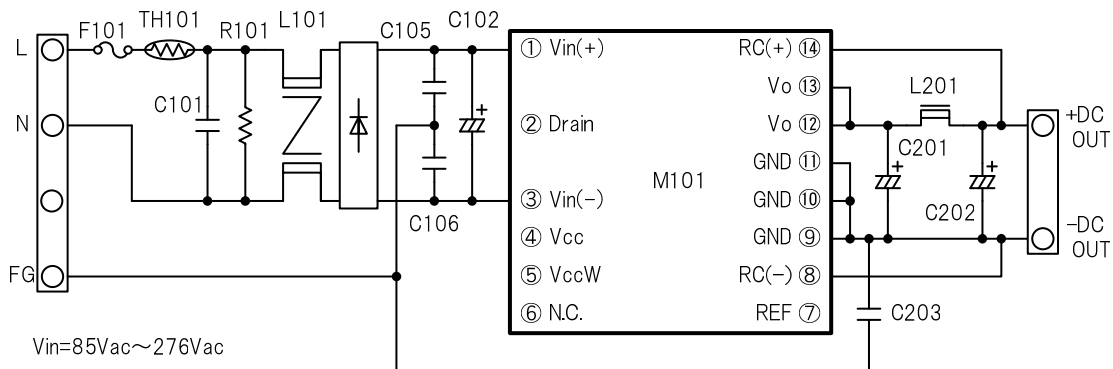 F101
TH101
R101
L101
C105
C102
L
N
FG
C101
C106
① Vin(+)
② Drain
③ Vin(-)
④ Vcc
⑤ VccW
⑥ N.C.
M101
RC(+) ⑭
Vo ⑬
Vo ⑫
GND ⑪
GND ⑩
GND ⑨
RC(-) ⑧
REF ⑦
L201
C201
C202
C203
+DC
OUT
-DC
OUT
Vin=85Vac～276Vac